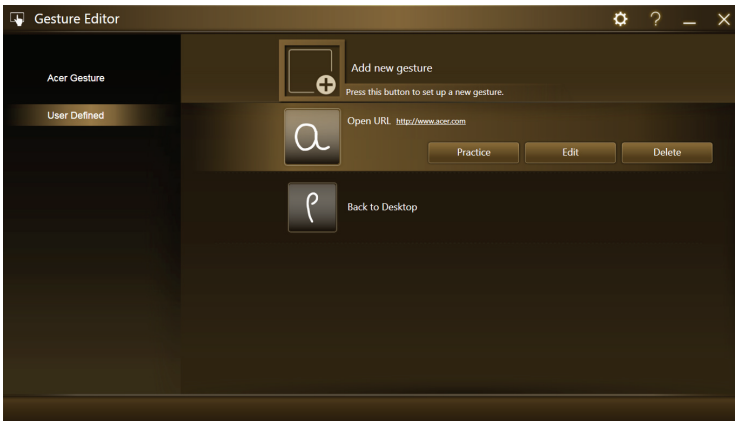 Gesture Editor
?
Acer Gesture
User Defined
Add new gesture
Press this button to set up a new gesture.
a
Open URL http://www.acer.com
Practice Edit Delete
Back to Desktop